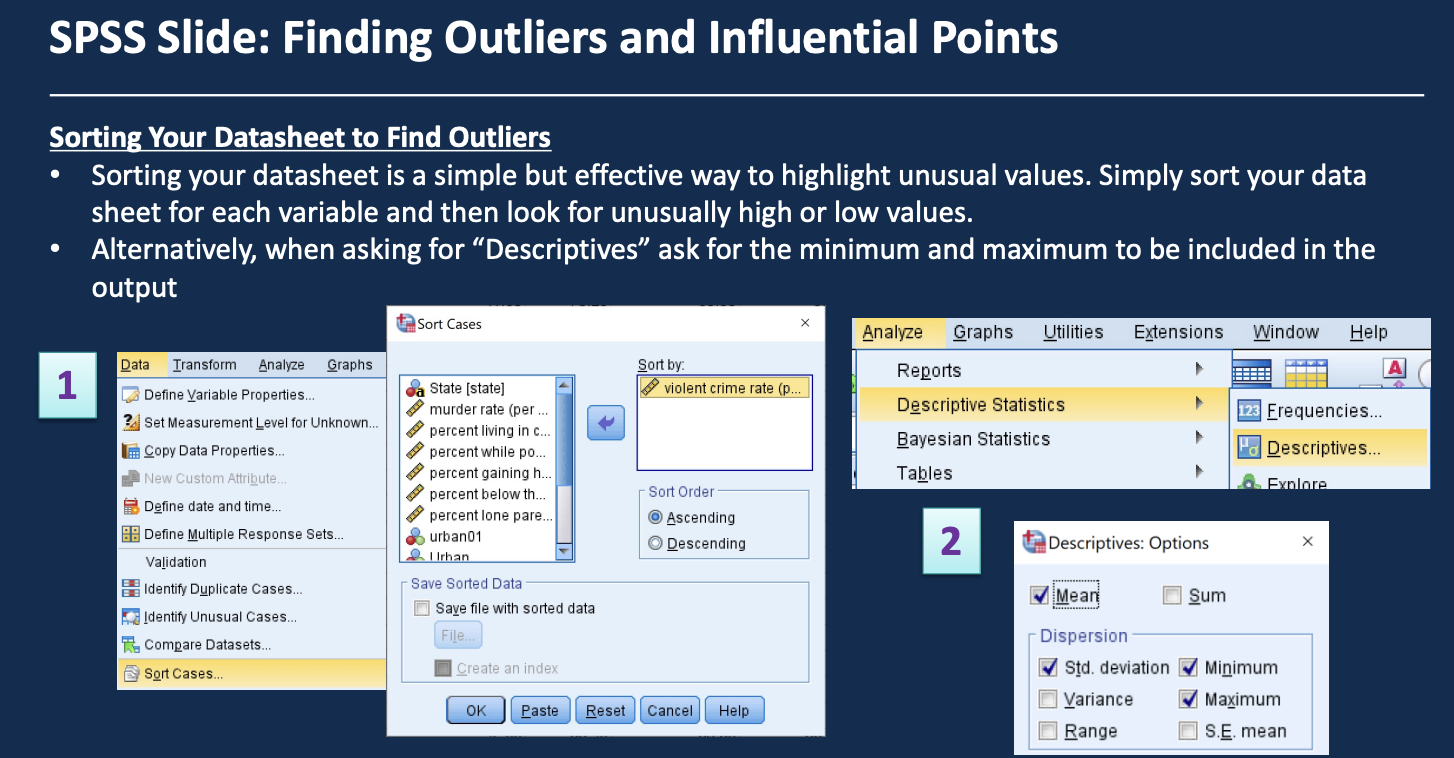 SPSS Slide: Finding Outliers and Influential Points
Sorting Your Datasheet to Find Outliers
• Sorting your datasheet is a simple but effective way to highlight unusual values. Simply sort your data
sheet for each variable and then look for unusually high or low values.
• Alternatively, when asking for “Descriptives” ask for the minimum and maximum to be included in the
output
1
Data Transform Analyze Graphs
Define Variable Properties...
Set Measurement Level for Unknown...
Copy Data Properties...
New Custom Attribute...
Define date and time...
Define Multiple Response Sets...
Validation
Identify Duplicate Cases...
Identify Unusual Cases...
Compare Datasets...
Sort Cases...
Sort Cases
State [state]
murder rate (per ...
percent living in c...
percent while po...
percent gaining h...
percent below th...
percent lone pare...
urban01
Urban
Sort by:
violent crime rate (p...
Sort Order
Ascending
Descending
Save Sorted Data
Save file with sorted data
File...
Create an index
OK Paste Reset Cancel Help
Analyze Graphs Utilities Extensions Window Help
Reports
Descriptive Statistics
Bayesian Statistics
Tables
A
123 Frequencies...
Descriptives...
Explore
2
Descriptives: Options
Mean Sum
Dispersion
Std. deviation Minimum
Variance Maximum
Range S.E. mean